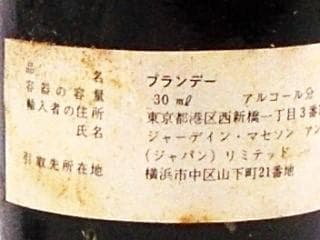 品名 ブランデー
容器の容量 30 ml アルコール分
輸入者の住所 東京都港区西新橋一丁目3番
氏名 ジャーデイン・マセソン アン
(ジャパン) リミテッド
引取先所在地 横浜市中区山下町21番地